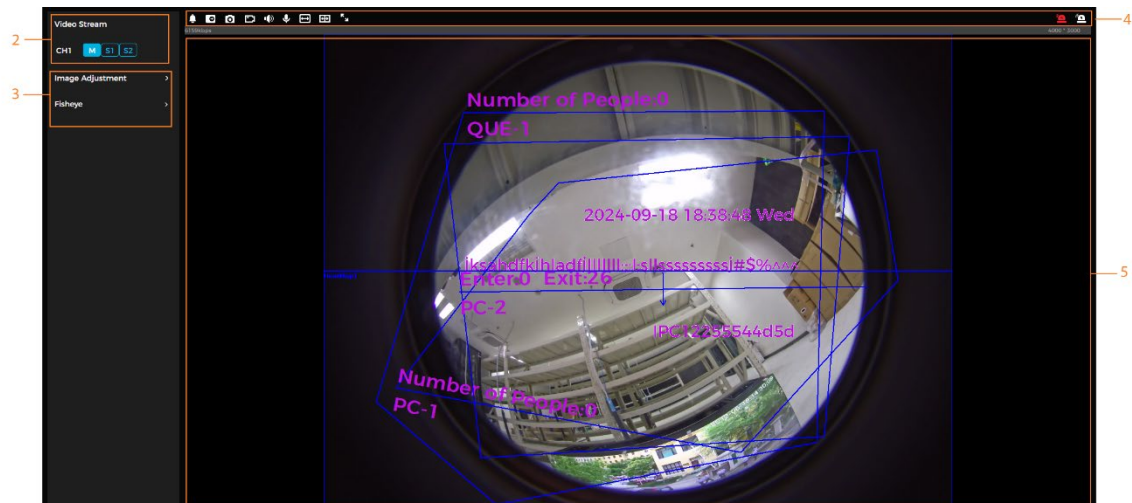 2
3
4
5
Video Stream
CH1 M S1 S2
Image Adjustment >
Fisheye >
Number of People:0
QUE-1
2024-09-18 18:38:48 Wed
Enter:0 Exit:26
PC-2
IPC12255544d5d
Number of People:0
PC-1